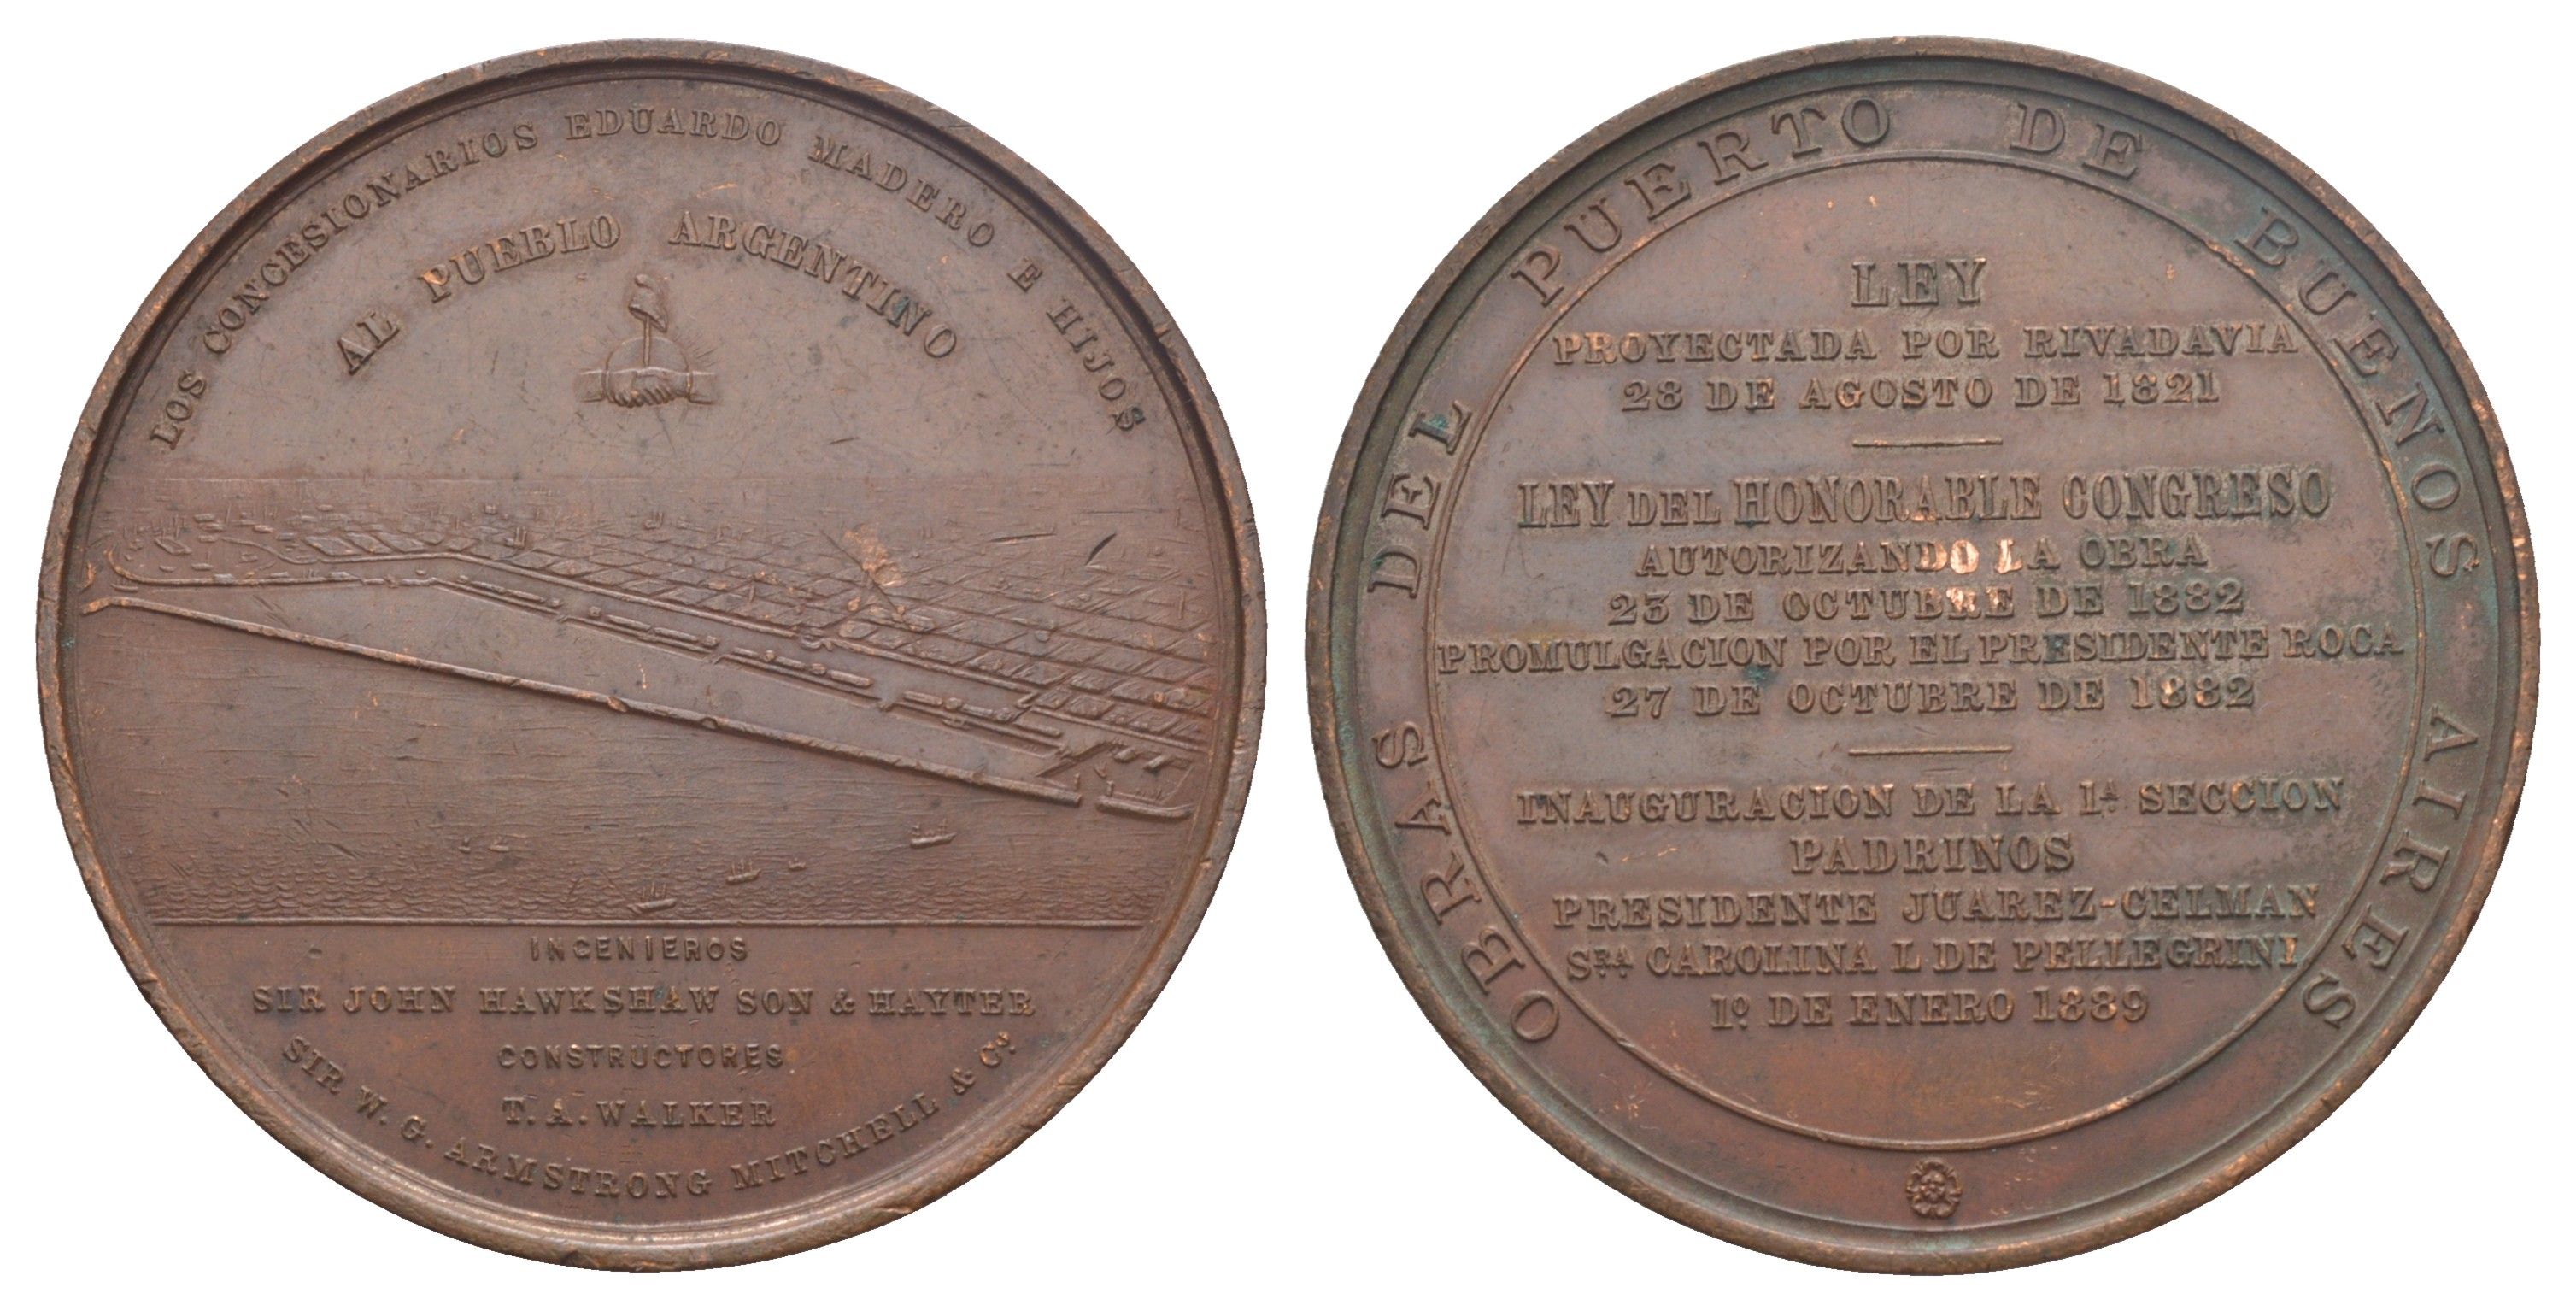 LOS CONCESIONARIOS EDUARDO MADERO E HIJOS
AL PUEBLO ARGENTINO
INGENIEROS
SIR JOHN HAWKSHAW SON & HAYTER
CONSTRUCTORES
T. A. WALKER
SIR W. G. ARMSTRONG MITCHELL & Cº
OBRAS DEL PUERTO DE BUENOS AIRES
LEY
PROYECTADA POR RIVADAVIA
28 DE AGOSTO DE 1821
LEY DEL HONORABLE CONGRESO
AUTORIZANDO LA OBRA
23 DE OCTUBRE DE 1882
PROMULGACION POR EL PRESIDENTE ROCA
27 DE OCTUBRE DE 1882
INAUGURACION DE LA 1A SECCION
PADRINOS
PRESIDENTE JUAREZ-CELMAN
SRA CAROLINA L DE PELLEGRINI
1º DE ENERO 1889